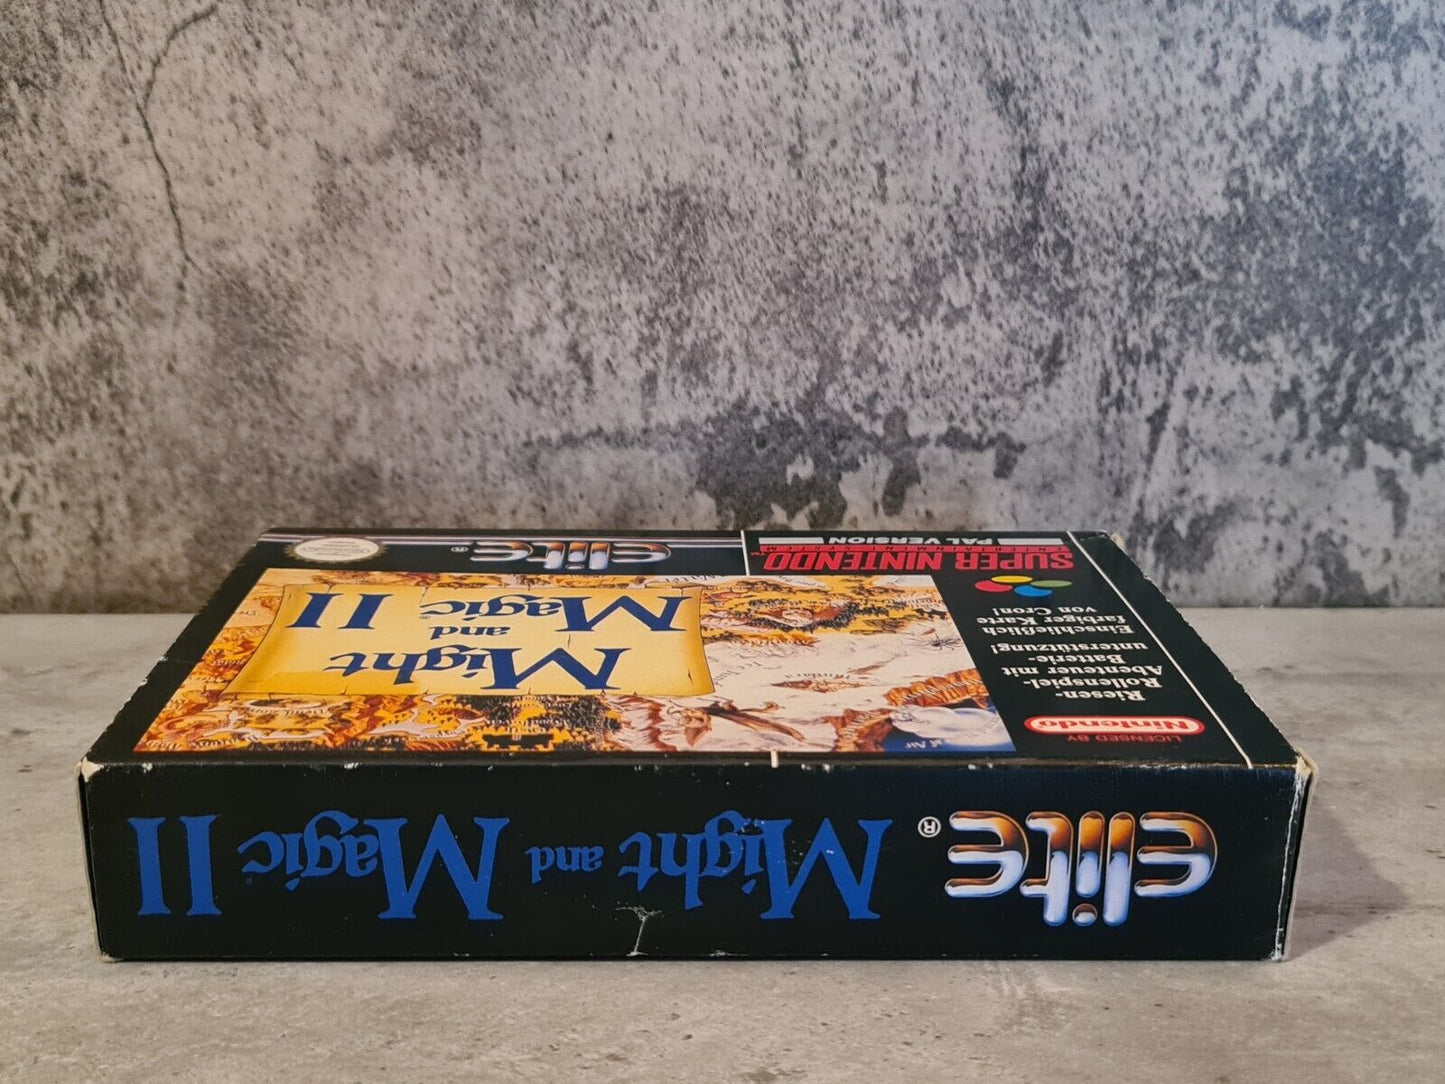 elite®
Might and Magic II
LICENSED BY
Nintendo
Riesen-
Rollenspiel-
Abenteuer mit
Batterie-
unterstützung!
Einschließlich
farbiger Karte
von Cron!
SUPER NINTENDO™
ENTERTAINMENT SYSTEM
PAL VERSION
Might
and
Magic® II
elite®